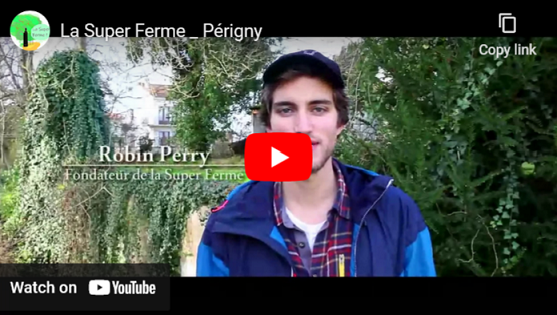 La Super Ferme _ Périgny
Copy link
Robin Perry
Fondateur de la Super Ferme
Watch on YouTube